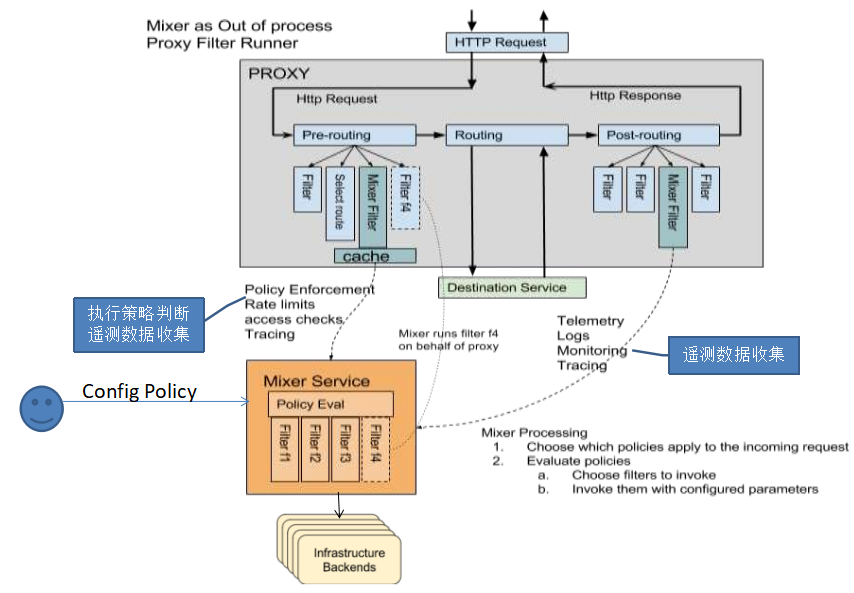 Mixer as Out of process
Proxy Filter Runner
HTTP Request
PROXY
Http Request
Http Response
Pre-routing
Routing
Post-routing
Filter
Select route
Mixer Filter
Filter f4
Filter
Filter
Mixer Filter
Filter
cache
Destination Service
Policy Enforcement
Rate limits
access checks,
Tracing
执行策略判断
遥测数据收集
Mixer runs filter f4
on behalf of proxy
Telemetry
Logs
Monitoring
Tracing
遥测数据收集
Config Policy
Mixer Service
Policy Eval
Filter f1
Filter f2
Filter f3
Filter f4
Mixer Processing
1. Choose which policies apply to the incoming request
2. Evaluate policies
a. Choose filters to invoke
b. Invoke them with configured parameters
Infrastructure
Backends